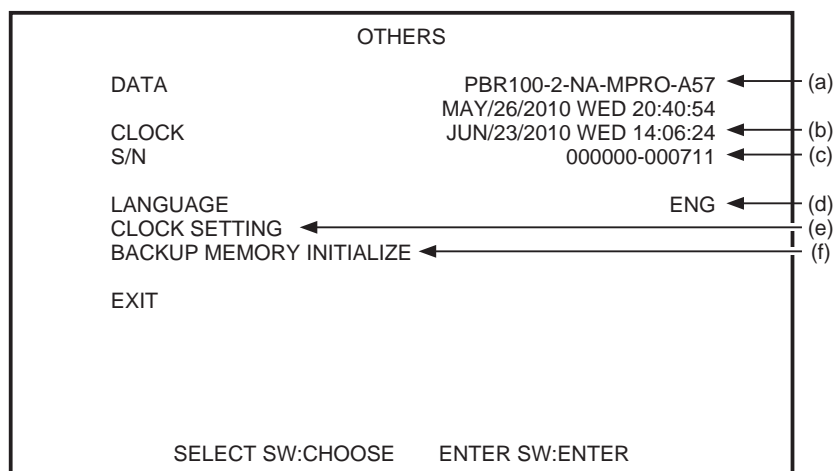 OTHERS
DATA PBR100-2-NA-MPRO-A57 (a)
MAY/26/2010 WED 20:40:54
CLOCK JUN/23/2010 WED 14:06:24 (b)
S/N 000000-000711 (c)
LANGUAGE ENG (d)
CLOCK SETTING (e)
BACKUP MEMORY INITIALIZE (f)
EXIT
SELECT SW:CHOOSE ENTER SW:ENTER